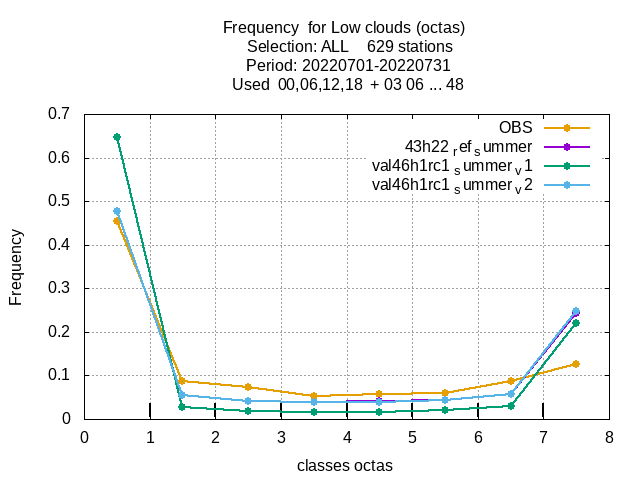 Frequency  for Low clouds (octas)
Selection: ALL    629 stations
Period: 20220701-20220731
Used  00,06,12,18  + 03 06 ... 48
0.7
0.6
0.5
0.4
0.3
0.2
0.1
0
Frequency
OBS
43h22 ref summer
val46h1rc1 summer v1
val46h1rc1 summer v2
0 1 2 3 4 5 6 7 8
classes octas